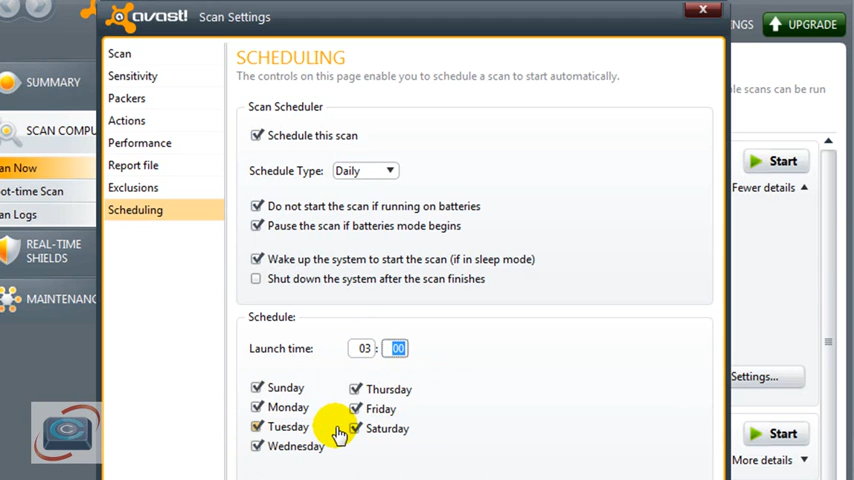 avast! Scan Settings
x
NGS
UPGRADE
SUMMARY
SCAN COMPU
an Now
oot-time Scan
an Logs
REAL-TIME
SHIELDS
MAINTENANC
Scan
Sensitivity
Packers
Actions
Performance
Report file
Exclusions
Scheduling
SCHEDULING
The controls on this page enable you to schedule a scan to start automatically.
Scan Scheduler
Schedule this scan
Schedule Type: Daily
Do not start the scan if running on batteries
Pause the scan if batteries mode begins
Wake up the system to start the scan (if in sleep mode)
Shut down the system after the scan finishes
Schedule:
Launch time: 03 : 00
Sunday Thursday
Monday Friday
Tuesday Saturday
Wednesday
le scans can be run
Start
Fewer details
Settings...
Start
More details